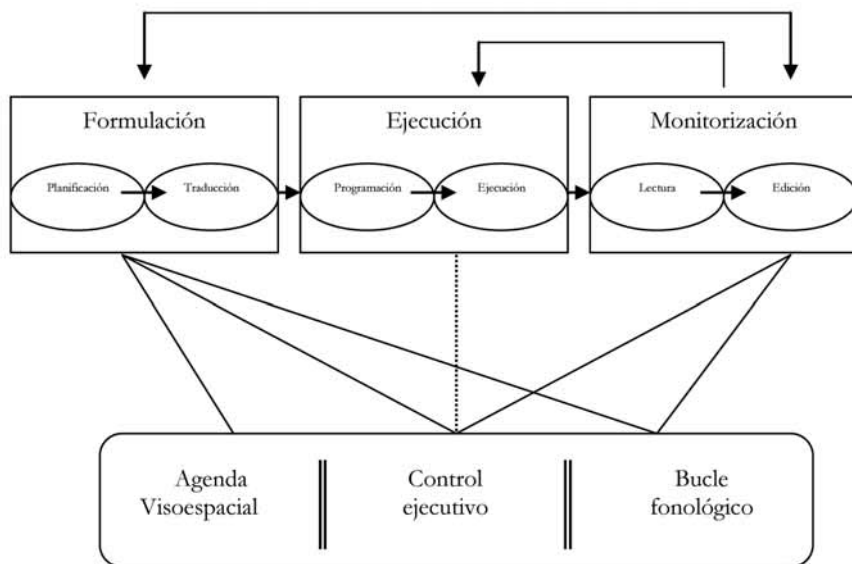 Formulación
Ejecución
Monitorización
Planificación
Traducción
Programación
Ejecución
Lectura
Edición
Agenda
Visoespacial
Control
ejecutivo
Bucle
fonológico